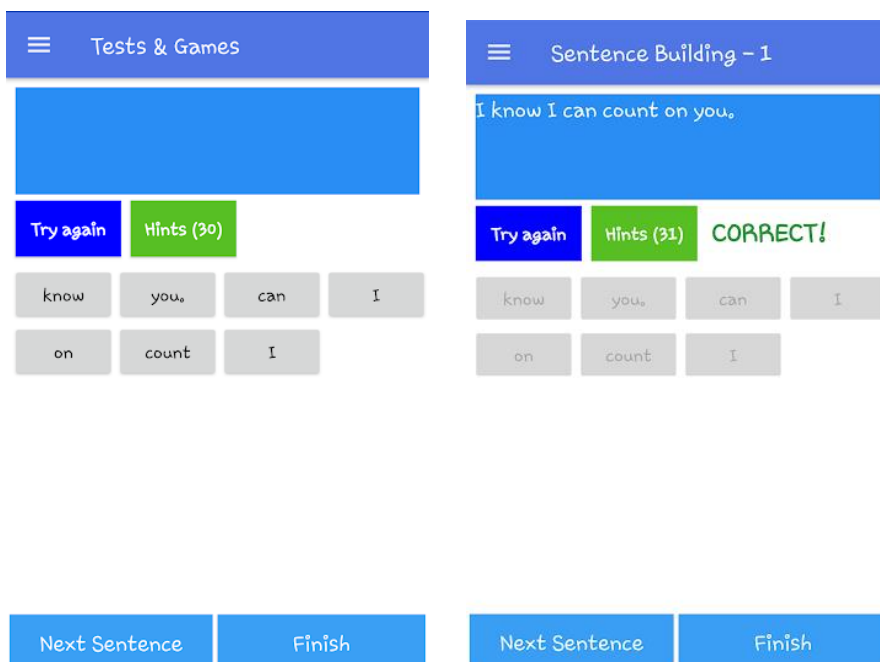 Tests & Games
Try again
Hints (30)
know you. can I
on count I
Next Sentence
Finish
Sentence Building - 1
I know I can count on you.
Try again
Hints (31)
CORRECT!
know you. can I
on count I
Next Sentence
Finish